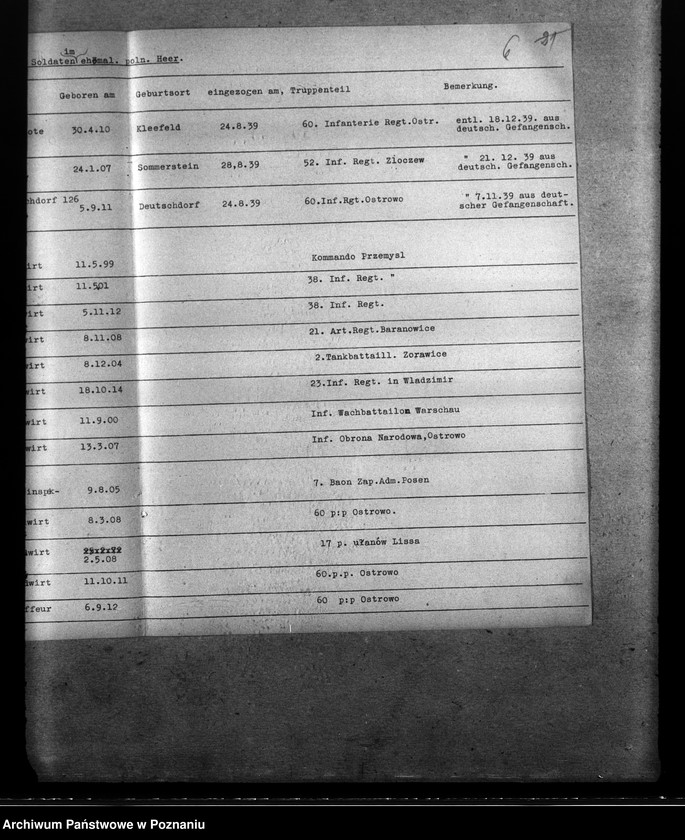 6 21
im
Soldaten ehemal. poln. Heer.
Geboren am Geburtsort eingezogen am, Truppenteil Bemerkung.
ote 30.4.10 Kleefeld 24.8.39 60. Infanterie Regt.Ostr. entl. 18.12.39. aus
deutsch. Gefangensch.
24.1.07 Sommerstein 28,8.39 52. Inf. Regt. Zloczew " 21. 12. 39 aus
deutsch. Gefangensch.
hdorf 126
5.9.11 Deutschdorf 24.8.39 60.Inf.Rgt.Ostrowo " 7.11.39 aus deut-
scher Gefangenschaft.
irt 11.5.99 Kommando Przemysl
irt 11.501 38. Inf. Regt. "
irt 5.11.12 38. Inf. Regt.
wirt 8.11.08 21. Art.Regt.Baranowice
wirt 8.12.04 2.Tankbattaill. Zorawice
wirt 18.10.14 23.Inf. Regt. in Wladzimir
wirt 11.9.00 Inf. Wachbattailon Warschau
wirt 13.3.07 Inf. Obrona Narodowa,Ostrowo
inspk- 9.8.05 7. Baon Zap.Adm.Posen
wirt 8.3.08 60 p:p Ostrowo.
wirt 2.5.08 17 p. ułanów Lissa
wirt 11.10.11 60.p.p. Ostrowo
ffeur 6.9.12 60 p:p Ostrowo
Archiwum Państwowe w Poznaniu